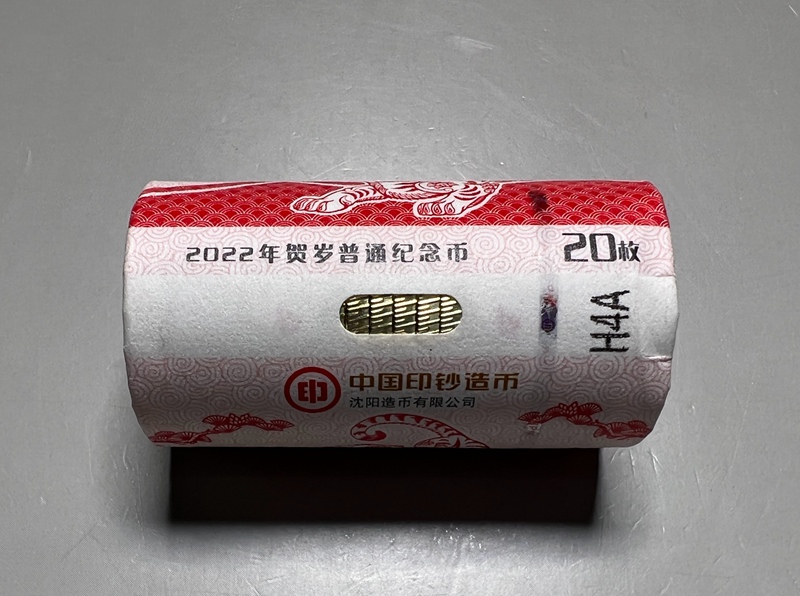 2022年贺岁普通纪念币
20枚
H4A
印
中国印钞造币
沈阳造币有限公司